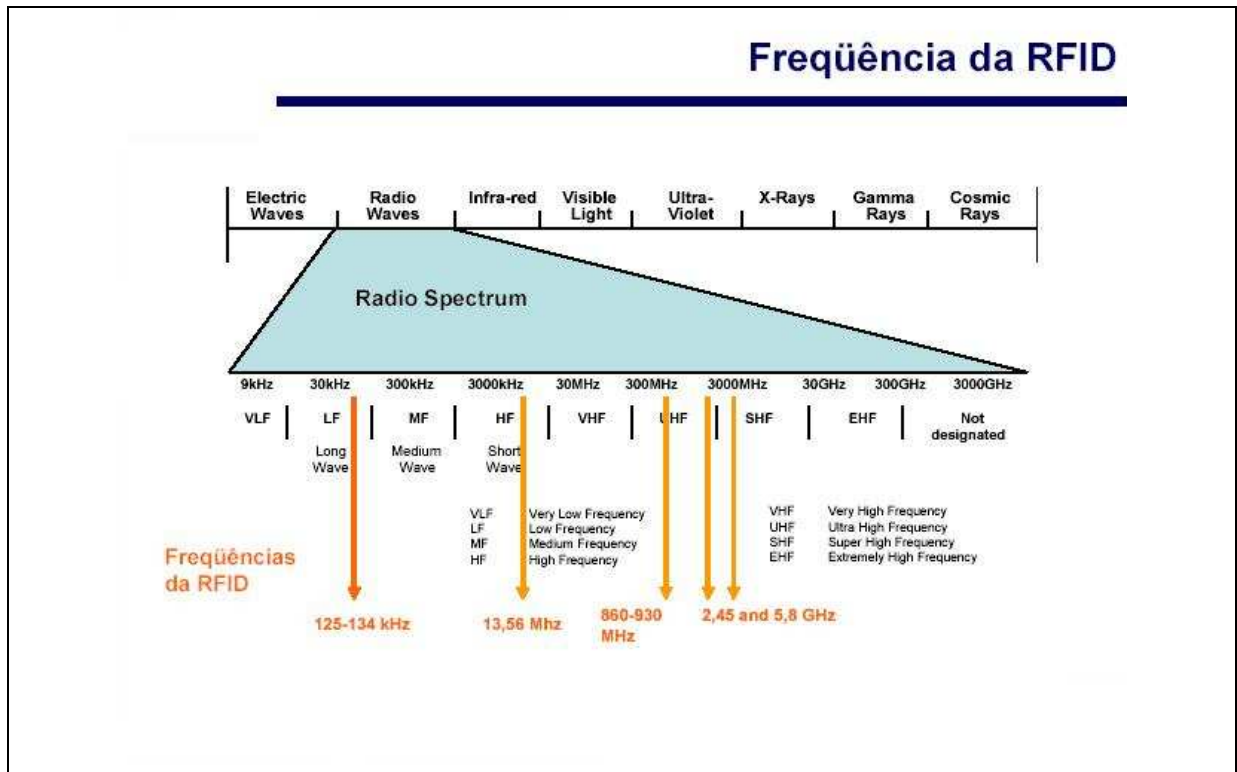 Freqüência da RFID
Electric Waves
Radio Waves
Infra-red
Visible Light
Ultra-Violet
X-Rays
Gamma Rays
Cosmic Rays
Radio Spectrum
9kHz 30kHz 300kHz 3000kHz 30MHz 300MHz 3000MHz 30GHz 300GHz 3000GHz
VLF LF MF HF VHF UHF SHF EHF Not designated
Long Wave
Medium Wave
Short Wave
VLF Very Low Frequency
LF Low Frequency
MF Medium Frequency
HF High Frequency
VHF Very High Frequency
UHF Ultra High Frequency
SHF Super High Frequency
EHF Extremely High Frequency
Freqüências
da RFID
125-134 kHz
13,56 Mhz
860-930
MHz
2,45 and 5,8 GHz